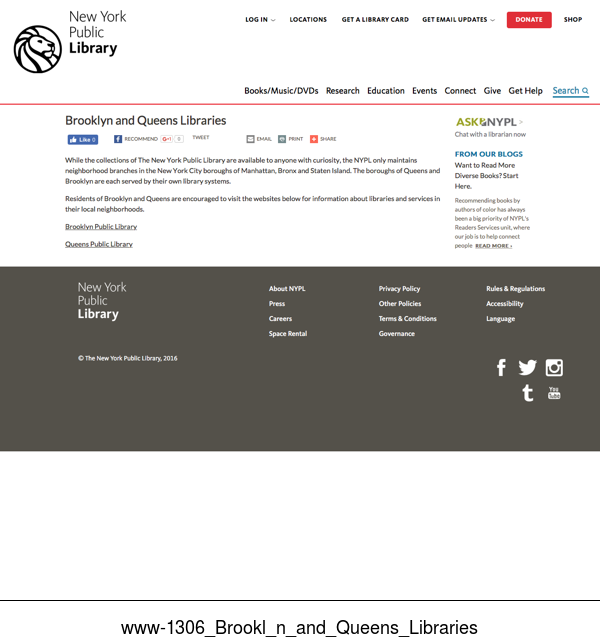 New York
Public
Library
LOG IN
LOCATIONS
GET A LIBRARY CARD
GET EMAIL UPDATES
DONATE
SHOP
Books/Music/DVDs
Research
Education
Events
Connect
Give
Get Help
Search
Brooklyn and Queens Libraries
Like 0
RECOMMEND
G+1
0
TWEET
EMAIL
PRINT
SHARE
While the collections of The New York Public Library are available to anyone with curiosity, the NYPL only maintains
neighborhood branches in the New York City boroughs of Manhattan, Bronx and Staten Island. The boroughs of Queens and
Brooklyn are each served by their own library systems.
Residents of Brooklyn and Queens are encouraged to visit the websites below for information about libraries and services in
their local neighborhoods.
Brooklyn Public Library
Queens Public Library
ASK NYPL >
Chat with a librarian now
FROM OUR BLOGS
Want to Read More
Diverse Books? Start
Here.
Recommending books by
authors of color has always
been a big priority of NYPL's
Readers Services unit, where
our job is to help connect
people READ MORE ›
New York
Public
Library
About NYPL
Press
Careers
Space Rental
Privacy Policy
Other Policies
Terms & Conditions
Governance
Rules & Regulations
Accessibility
Language
© The New York Public Library, 2016
You
Tube
www-1306_Brookl_n_and_Queens_Libraries